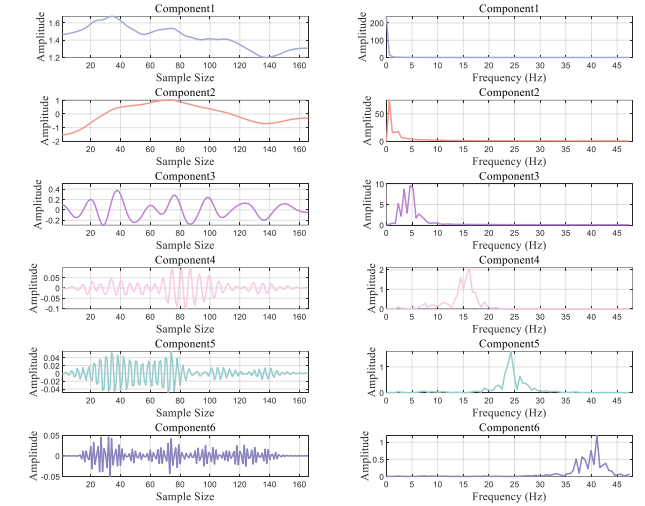 Component1
Amplitude
1.6
1.4
1.2
20 40 60 80 100 120 140 160
Sample Size
Component1
Amplitude
200
100
0
0 5 10 15 20 25 30 35 40 45
Frequency (Hz)
Component2
Amplitude
1
0
-1
-2
20 40 60 80 100 120 140 160
Sample Size
Component2
Amplitude
50
0
0 5 10 15 20 25 30 35 40 45
Frequency (Hz)
Component3
Amplitude
0.4
0.2
0
-0.2
20 40 60 80 100 120 140 160
Sample Size
Component3
Amplitude
10
5
0
0 5 10 15 20 25 30 35 40 45
Frequency (Hz)
Component4
Amplitude
0.05
0
-0.05
-0.1
20 40 60 80 100 120 140 160
Sample Size
Component4
Amplitude
2
1
0
0 5 10 15 20 25 30 35 40 45
Frequency (Hz)
Component5
Amplitude
0.04
0.02
0
-0.02
-0.04
20 40 60 80 100 120 140 160
Sample Size
Component5
Amplitude
1
0
0 5 10 15 20 25 30 35 40 45
Frequency (Hz)
Component6
Amplitude
0.05
0
-0.05
20 40 60 80 100 120 140 160
Sample Size
Component6
Amplitude
1
0.5
0
0 5 10 15 20 25 30 35 40 45
Frequency (Hz)